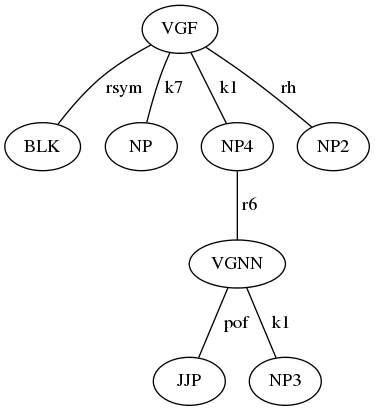 VGF
rsym k7 k1 rh
BLK NP NP4 NP2
r6
VGNN
pof k1
JJP NP3